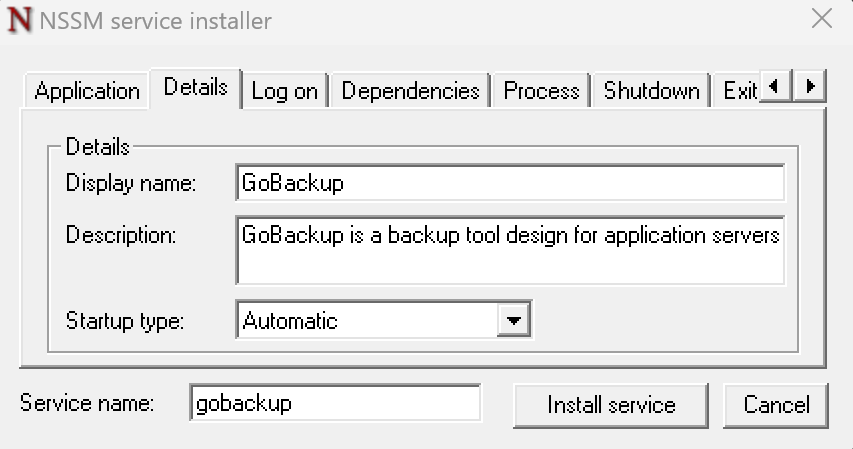 N NSSM service installer
Application Details Log on Dependencies Process Shutdown Exit
Details
Display name: GoBackup
Description: GoBackup is a backup tool design for application servers
Startup type: Automatic
Service name: gobackup Install service Cancel